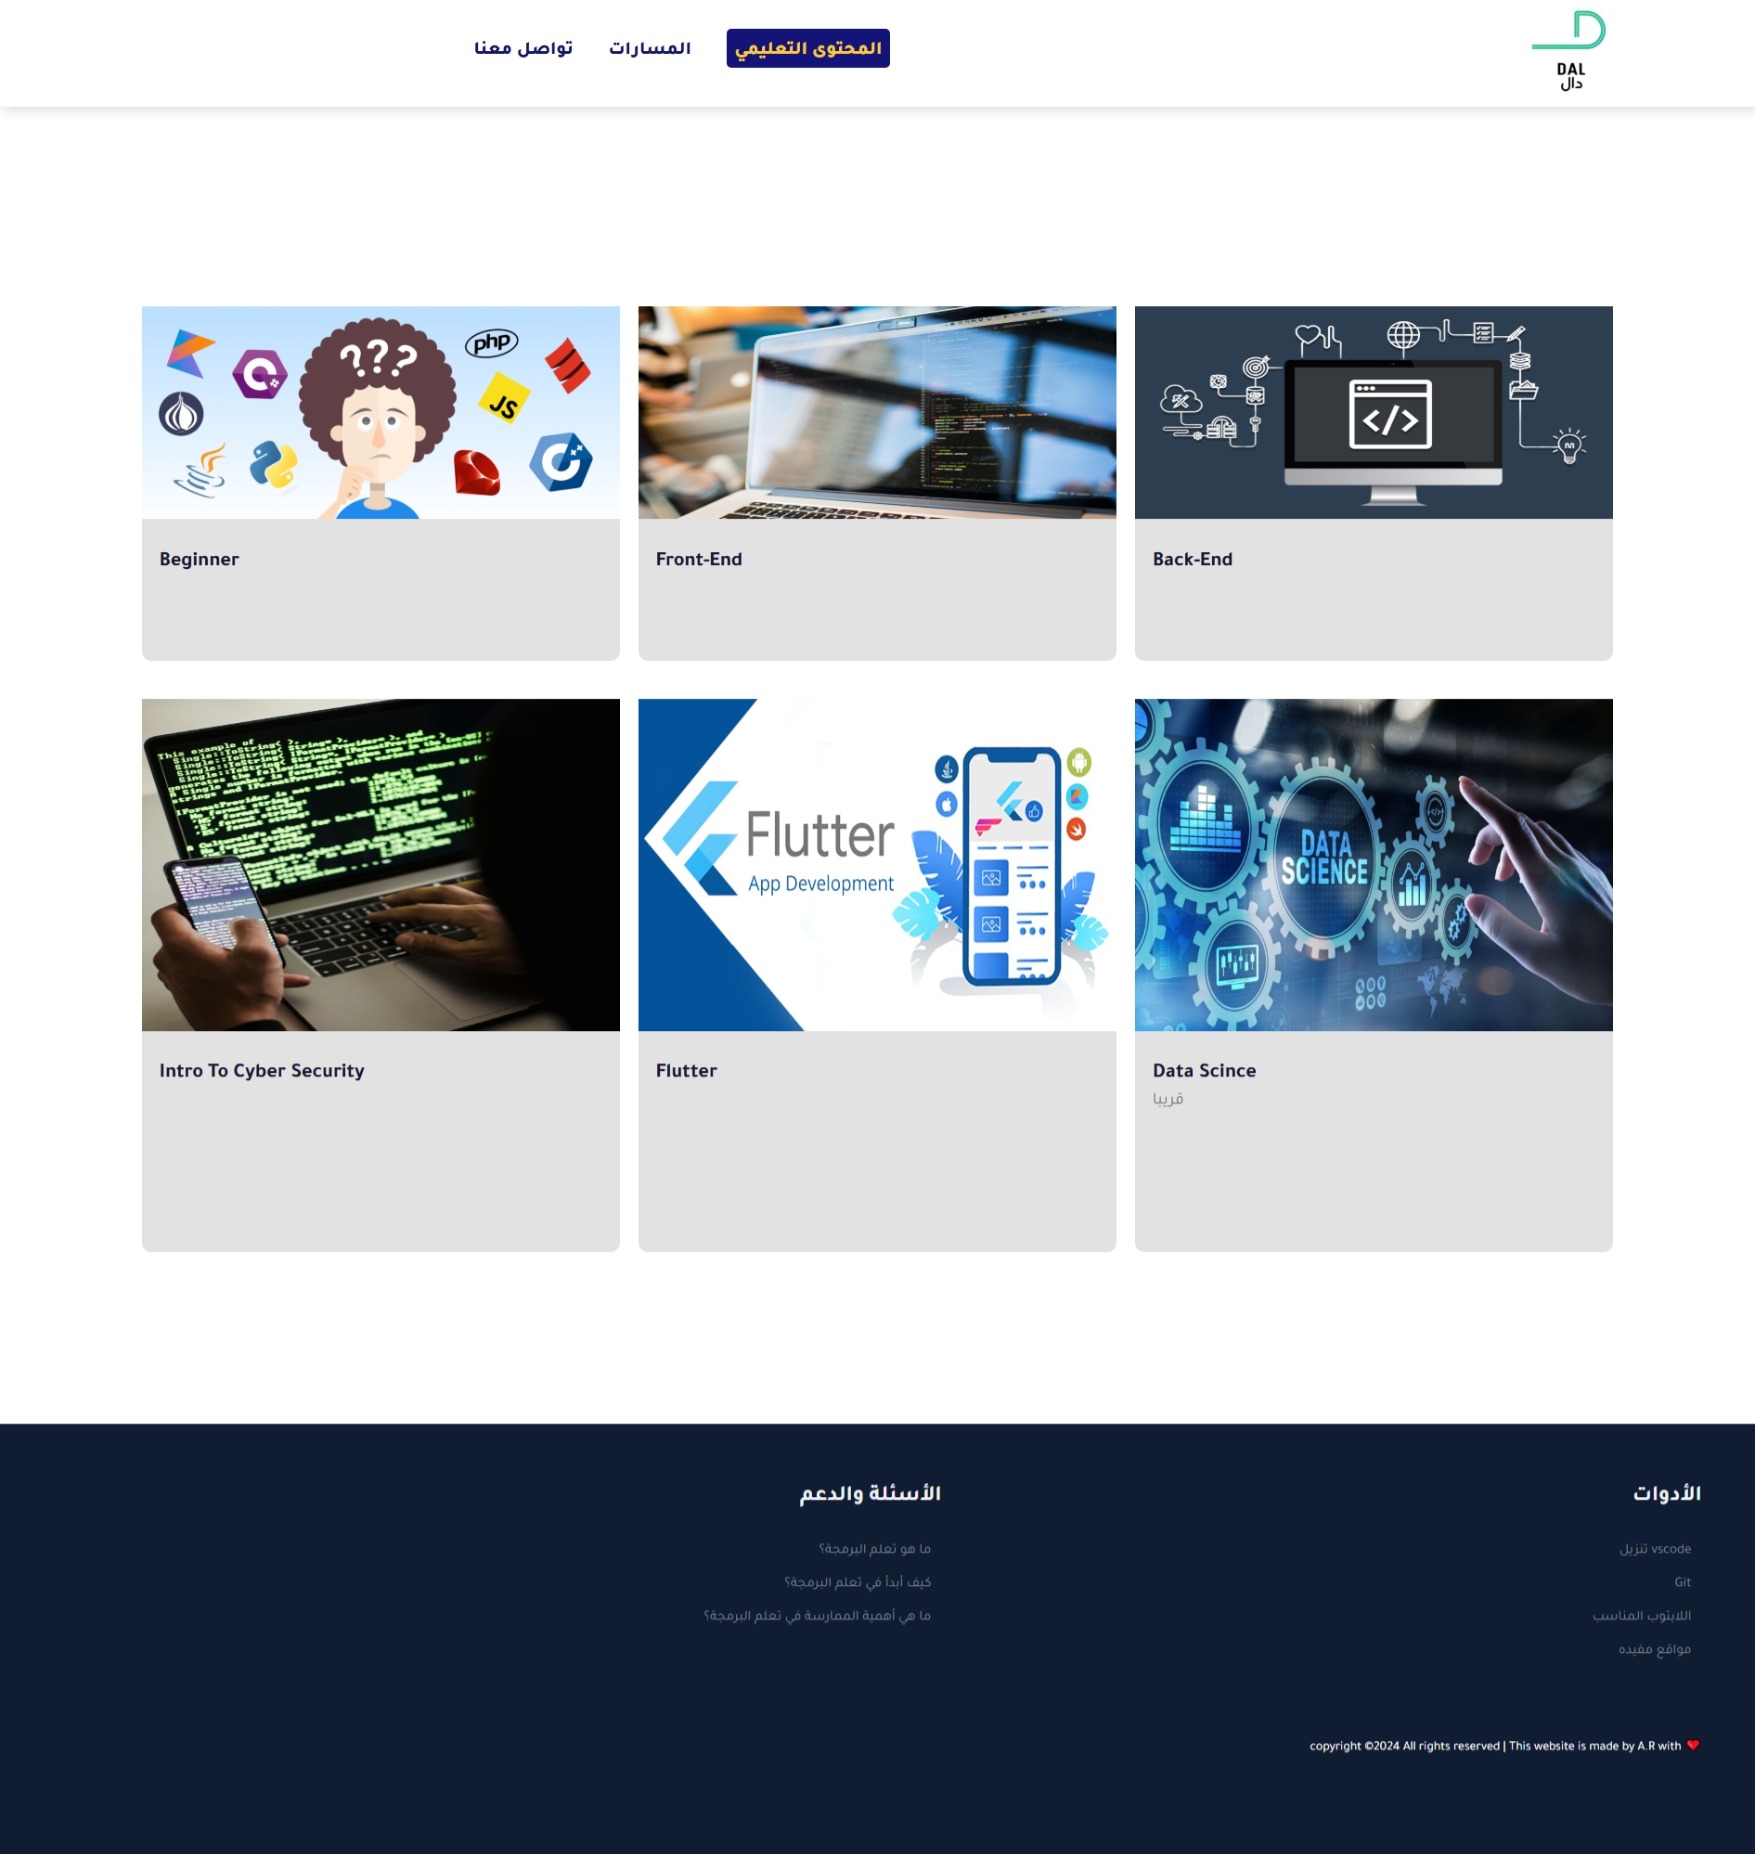 DAL
دال
المحتوى التعليمي
المسارات
تواصل معنا
???
php
JS
Beginner
Front-End
</>
Back-End
Intro To Cyber Security
Flutter
App Development
Flutter
DATA
SCIENCE
Data Scince
قريبا
الأدوات
vscode تنزيل
Git
اللابتوب المناسب
مواقع مفيده
الأسئلة والدعم
ما هو تعلم البرمجة؟
كيف أبدأ في تعلم البرمجة؟
ما هي أهمية الممارسة في تعلم البرمجة؟
copyright ©2024 All rights reserved | This website is made by A.R with ❤️